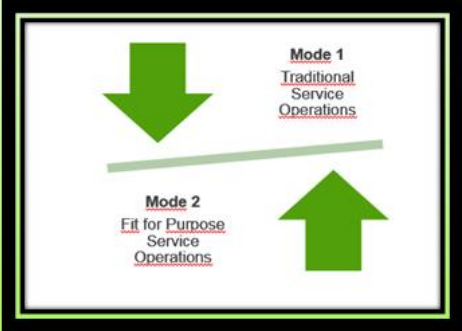 Mode 1
Traditional
Service
Operations
Mode 2
Fit for Purpose
Service
Operations